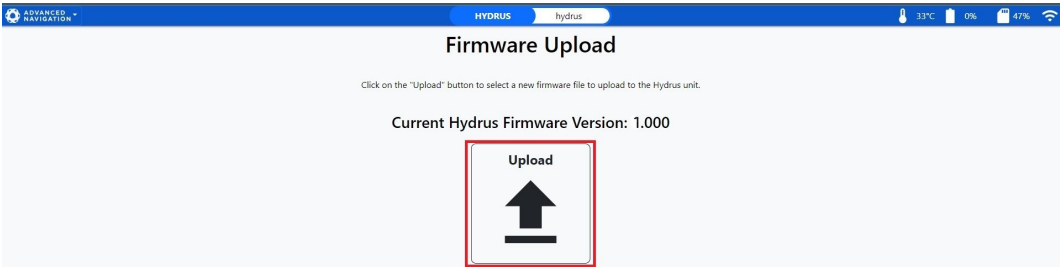 ADVANCED
NAVIGATION
HYDRUS hydrus 33°C 0% 47%
Firmware Upload
Click on the "Upload" button to select a new firmware file to upload to the Hydrus unit.
Current Hydrus Firmware Version: 1.000
Upload